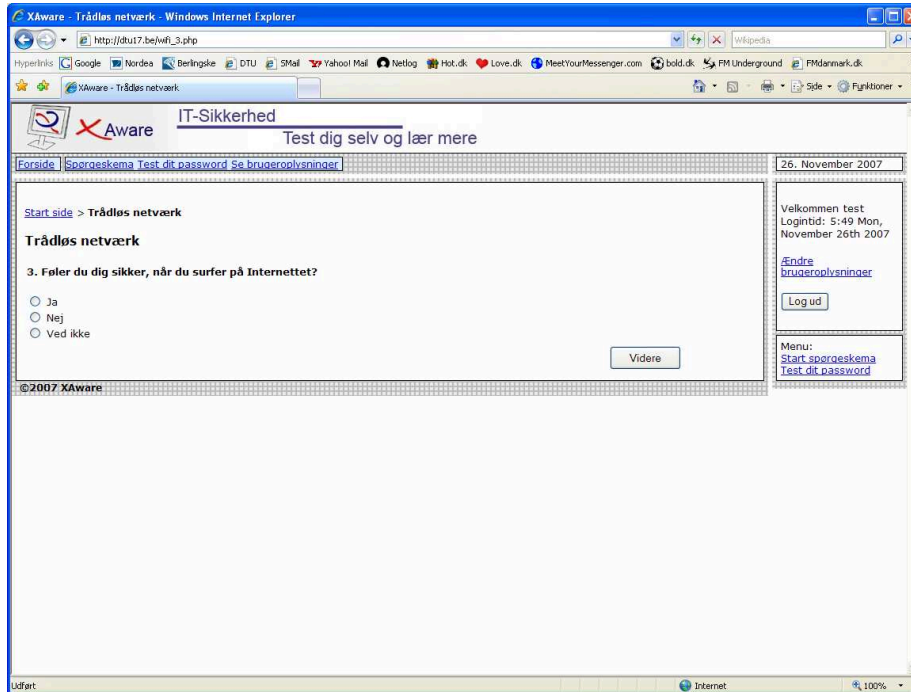 XAware - Trådløs netværk - Windows Internet Explorer
http://dtu17.be/wifi_3.php
Wikipedia
Hyperlinks Google Nordea Berlingske DTU SMail Yahoo! Mail Netlog Hot.dk Love.dk MeetYourMessenger.com bold.dk FM Underground FMdanmark.dk
XAware - Trådløs netværk
Side Funktioner
XAware
IT-Sikkerhed
Test dig selv og lær mere
Forside Spørgeskema Test dit password Se brugeroplysninger
26. November 2007
Start side > Trådløs netværk
Trådløs netværk
3. Føler du dig sikker, når du surfer på Internettet?
Ja
Nej
Ved ikke
Videre
©2007 XAware
Velkommen test
Logintid: 5:49 Mon,
November 26th 2007
Ændre
brugeroplysninger
Log ud
Menu:
Start spørgeskema
Test dit password
Udført
Internet
100%